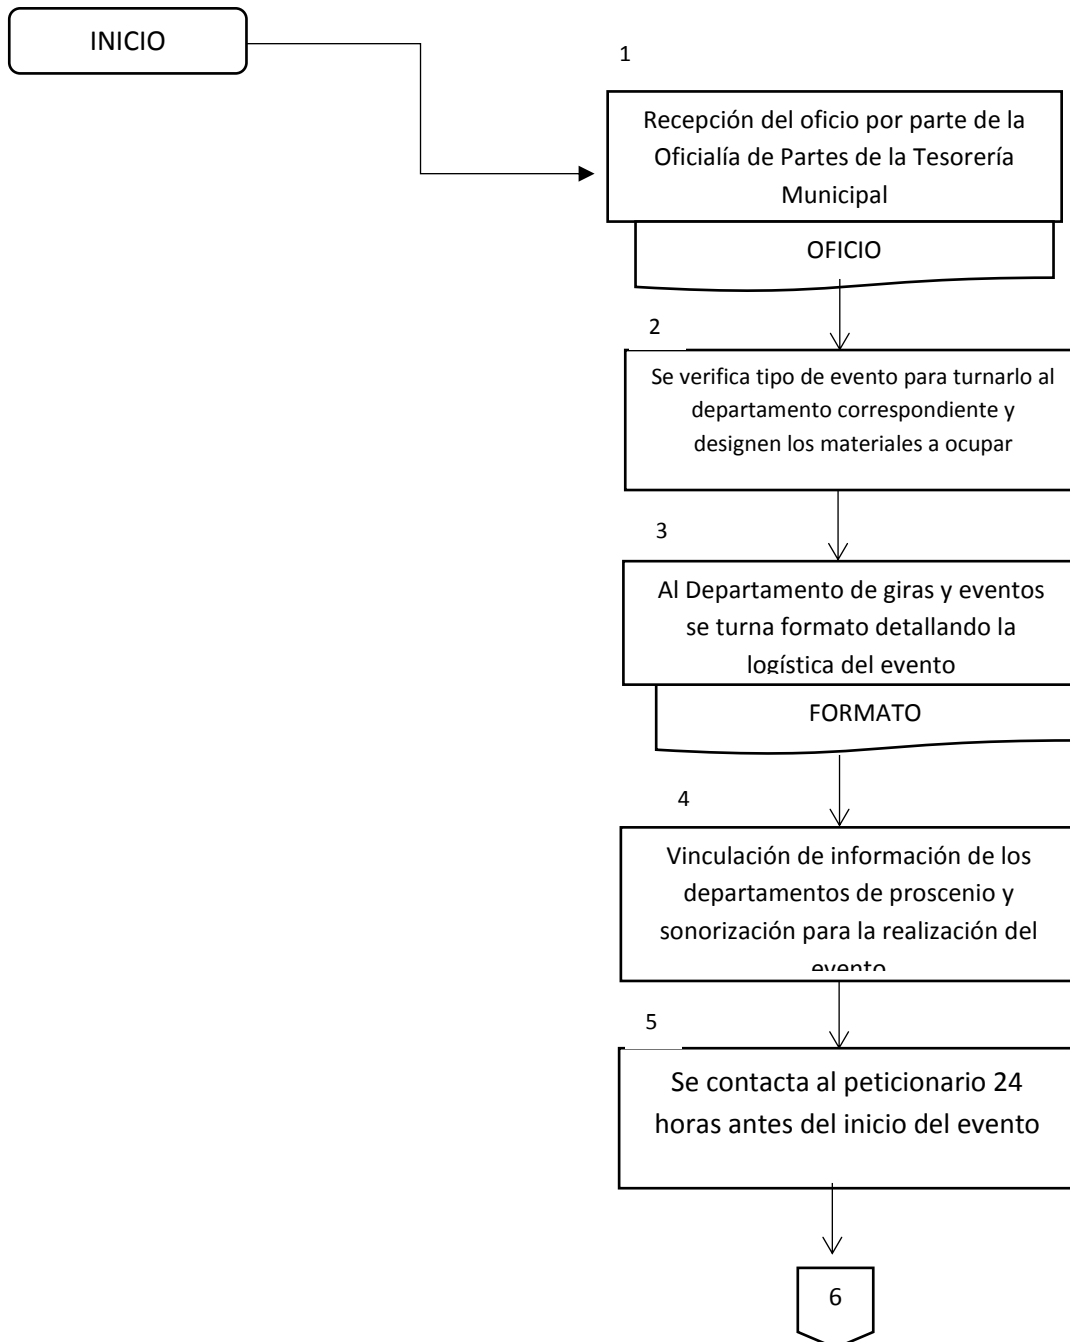 INICIO
1
Recepción del oficio por parte de la
Oficialía de Partes de la Tesorería
Municipal
OFICIO
2
Se verifica tipo de evento para turnarlo al
departamento correspondiente y
designen los materiales a ocupar
3
Al Departamento de giras y eventos
se turna formato detallando la
logística del evento
FORMATO
4
Vinculación de información de los
departamentos de proscenio y
sonorización para la realización del
evento
5
Se contacta al peticionario 24
horas antes del inicio del evento
6